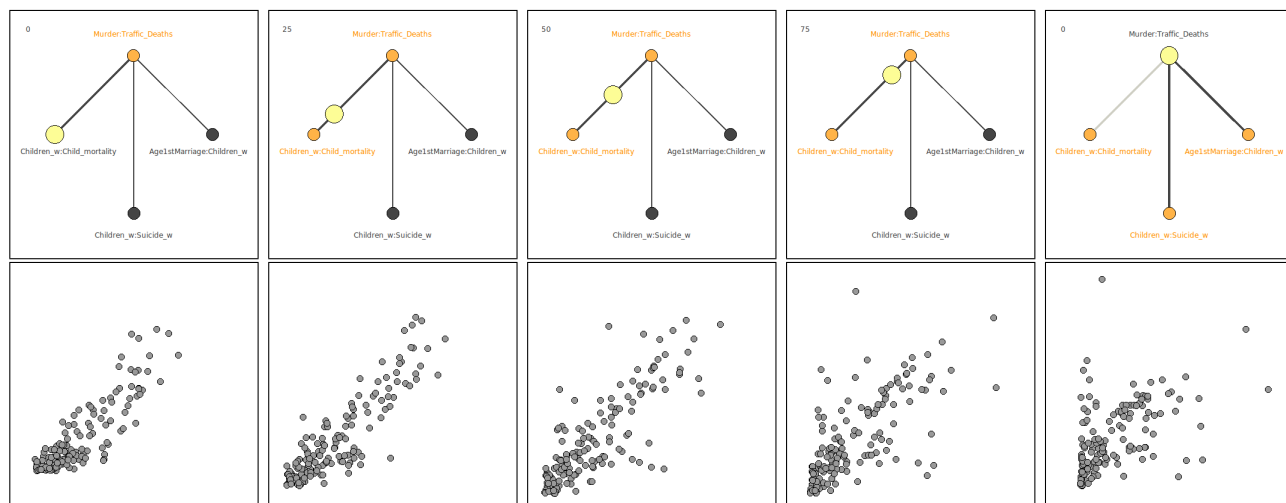 0
Murder:Traffic_Deaths
Children_w:Child_mortality
Age1stMarriage:Children_w
Children_w:Suicide_w
25
Murder:Traffic_Deaths
Children_w:Child_mortality
Age1stMarriage:Children_w
Children_w:Suicide_w
50
Murder:Traffic_Deaths
Children_w:Child_mortality
Age1stMarriage:Children_w
Children_w:Suicide_w
75
Murder:Traffic_Deaths
Children_w:Child_mortality
Age1stMarriage:Children_w
Children_w:Suicide_w
0
Murder:Traffic_Deaths
Children_w:Child_mortality
Age1stMarriage:Children_w
Children_w:Suicide_w